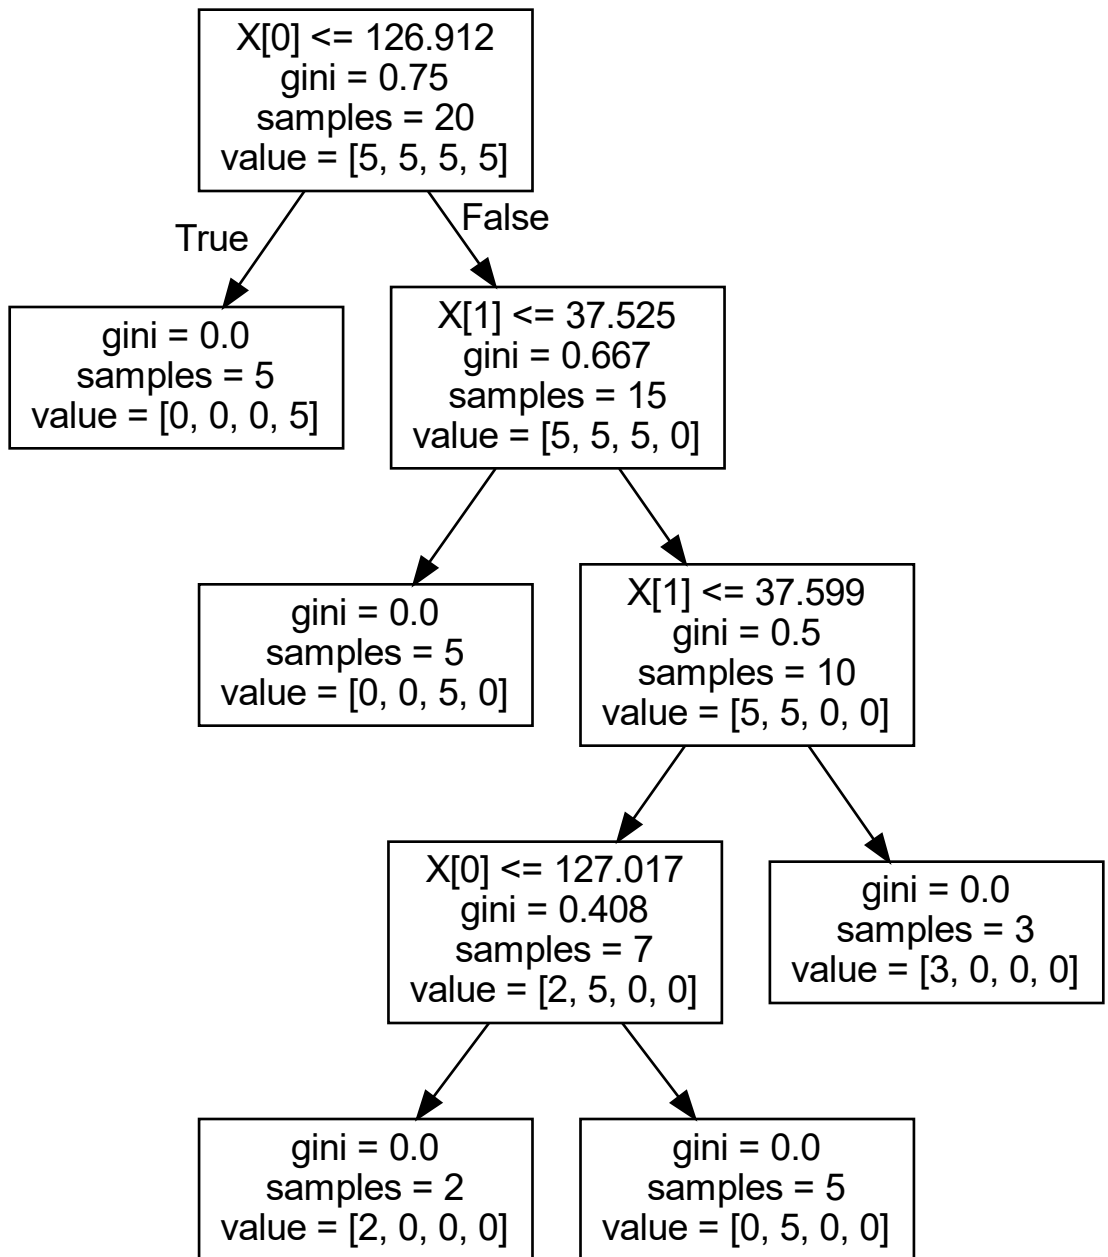 X[0] <= 126.912
gini = 0.75
samples = 20
value = [5, 5, 5, 5]
True
False
gini = 0.0
samples = 5
value = [0, 0, 0, 5]
X[1] <= 37.525
gini = 0.667
samples = 15
value = [5, 5, 5, 0]
gini = 0.0
samples = 5
value = [0, 0, 5, 0]
X[1] <= 37.599
gini = 0.5
samples = 10
value = [5, 5, 0, 0]
X[0] <= 127.017
gini = 0.408
samples = 7
value = [2, 5, 0, 0]
gini = 0.0
samples = 3
value = [3, 0, 0, 0]
gini = 0.0
samples = 2
value = [2, 0, 0, 0]
gini = 0.0
samples = 5
value = [0, 5, 0, 0]